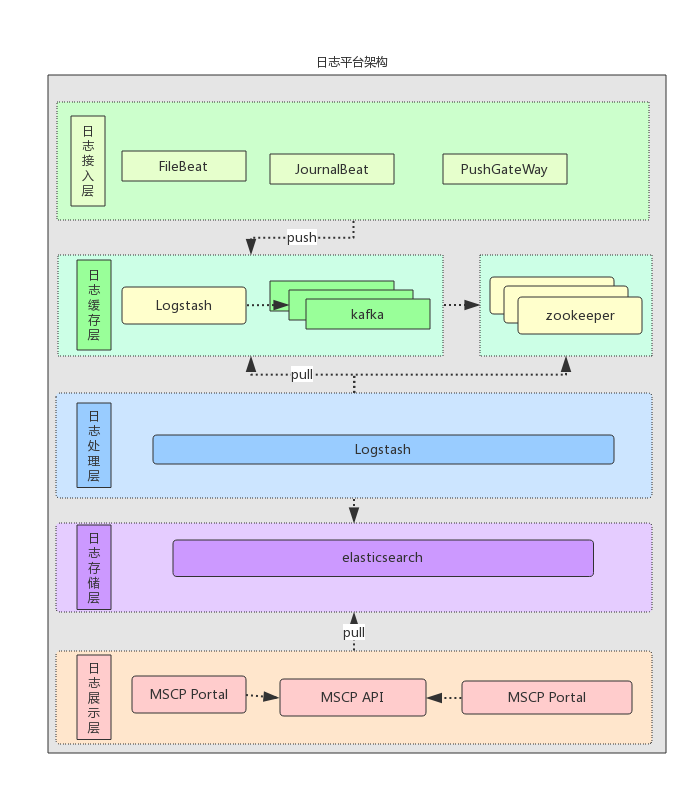 日志平台架构
日志接入层
FileBeat
JournalBeat
PushGateWay
push
日志缓存层
Logstash
kafka
zookeeper
pull
日志处理层
Logstash
日志存储层
elasticsearch
pull
日志展示层
MSCP Portal
MSCP API
MSCP Portal